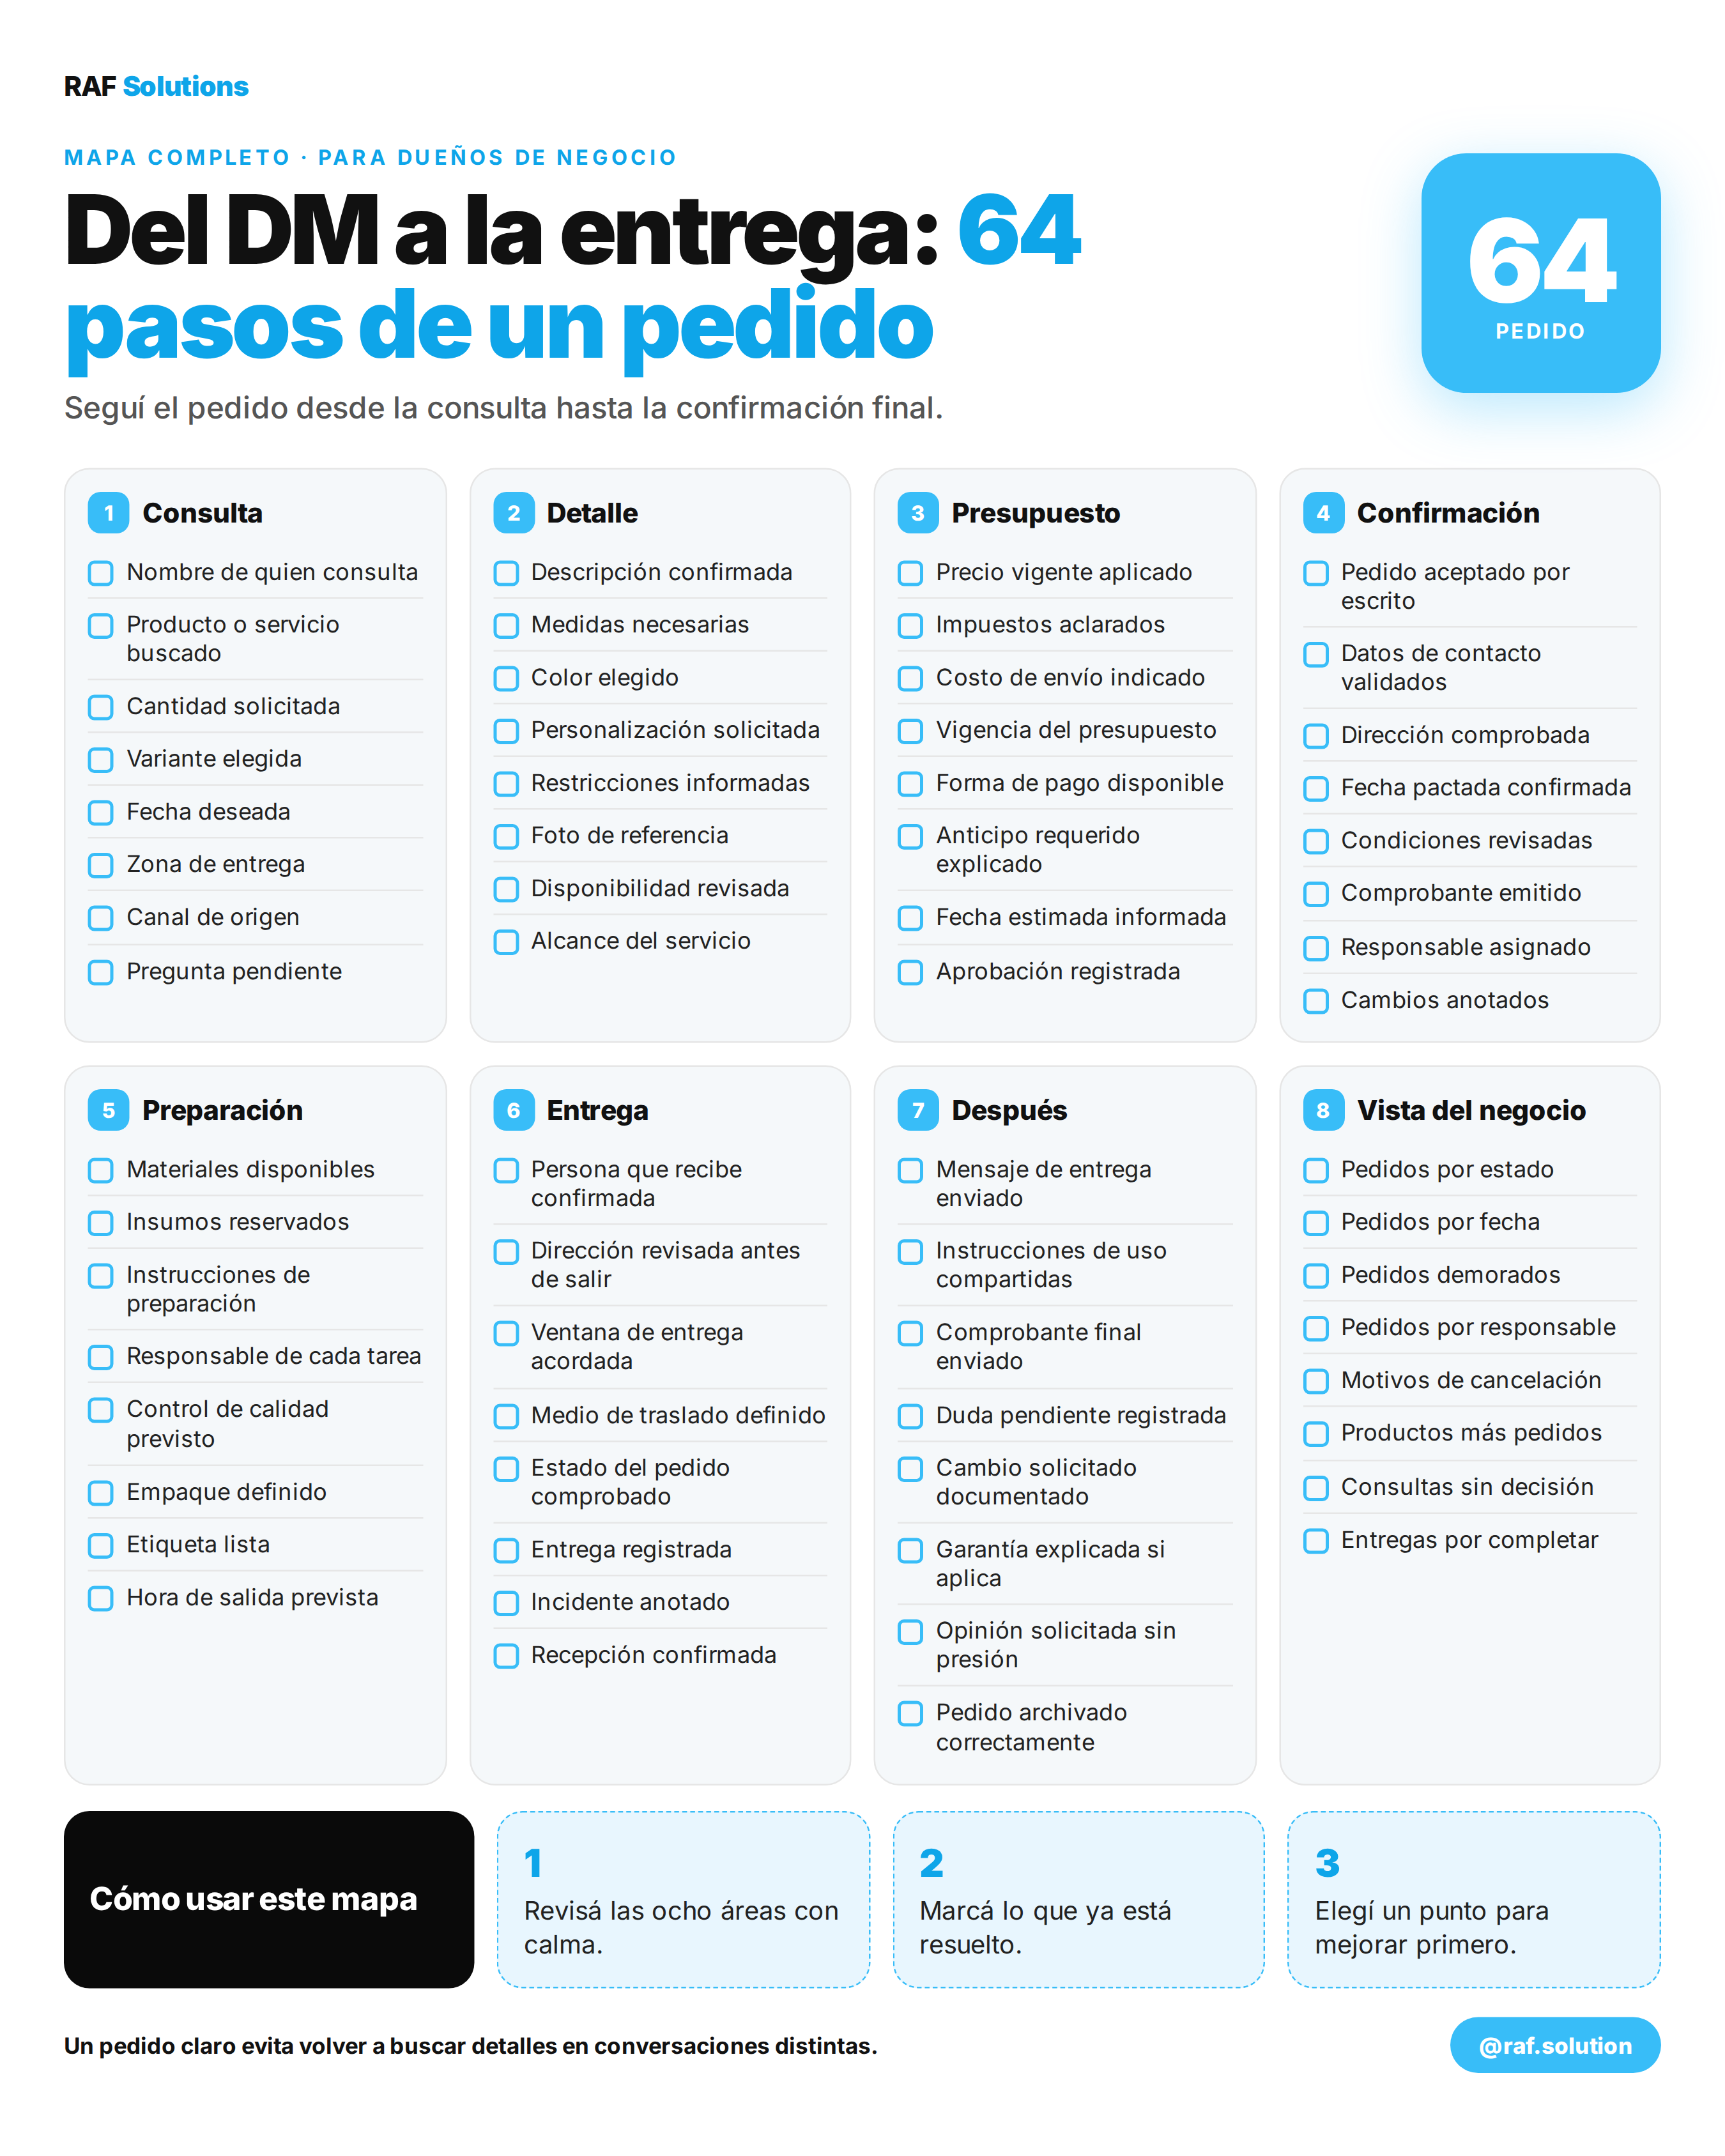 RAF Solutions
MAPA COMPLETO · PARA DUEÑOS DE NEGOCIO
Del DM a la entrega: 64
pasos de un pedido
Seguí el pedido desde la consulta hasta la confirmación final.
64
PEDIDO
1 Consulta
Nombre de quien consulta
Producto o servicio
buscado
Cantidad solicitada
Variante elegida
Fecha deseada
Zona de entrega
Canal de origen
Pregunta pendiente
2 Detalle
Descripción confirmada
Medidas necesarias
Color elegido
Personalización solicitada
Restricciones informadas
Foto de referencia
Disponibilidad revisada
Alcance del servicio
3 Presupuesto
Precio vigente aplicado
Impuestos aclarados
Costo de envío indicado
Vigencia del presupuesto
Forma de pago disponible
Anticipo requerido
explicado
Fecha estimada informada
Aprobación registrada
4 Confirmación
Pedido aceptado por
escrito
Datos de contacto
validados
Dirección comprobada
Fecha pactada confirmada
Condiciones revisadas
Comprobante emitido
Responsable asignado
Cambios anotados
5 Preparación
Materiales disponibles
Insumos reservados
Instrucciones de
preparación
Responsable de cada tarea
Control de calidad
previsto
Empaque definido
Etiqueta lista
Hora de salida prevista
6 Entrega
Persona que recibe
confirmada
Dirección revisada antes
de salir
Ventana de entrega
acordada
Medio de traslado definido
Estado del pedido
comprobado
Entrega registrada
Incidente anotado
Recepción confirmada
7 Después
Mensaje de entrega
enviado
Instrucciones de uso
compartidas
Comprobante final
enviado
Duda pendiente registrada
Cambio solicitado
documentado
Garantía explicada si
aplica
Opinión solicitada sin
presión
Pedido archivado
correctamente
8 Vista del negocio
Pedidos por estado
Pedidos por fecha
Pedidos demorados
Pedidos por responsable
Motivos de cancelación
Productos más pedidos
Consultas sin decisión
Entregas por completar
Cómo usar este mapa
1
Revisá las ocho áreas con
calma.
2
Marcá lo que ya está
resuelto.
3
Elegí un punto para
mejorar primero.
Un pedido claro evita volver a buscar detalles en conversaciones distintas.
@raf.solution